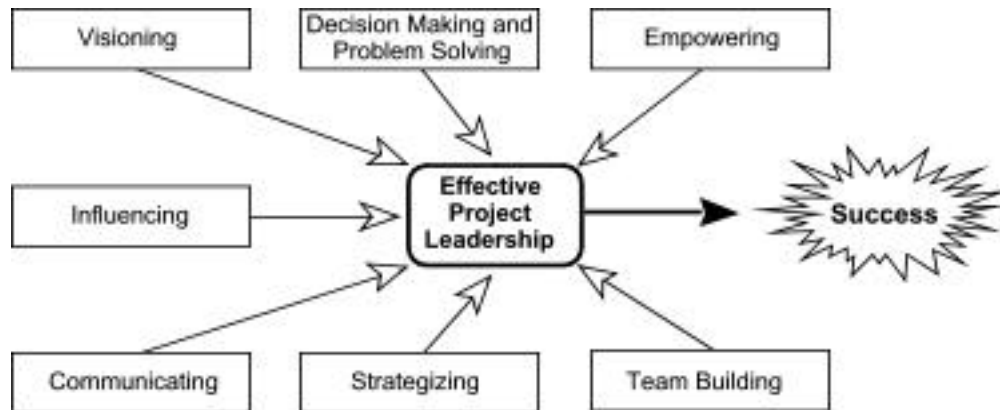 Visioning
Decision Making and
Problem Solving
Empowering
Influencing
Effective
Project
Leadership
Success
Communicating
Strategizing
Team Building